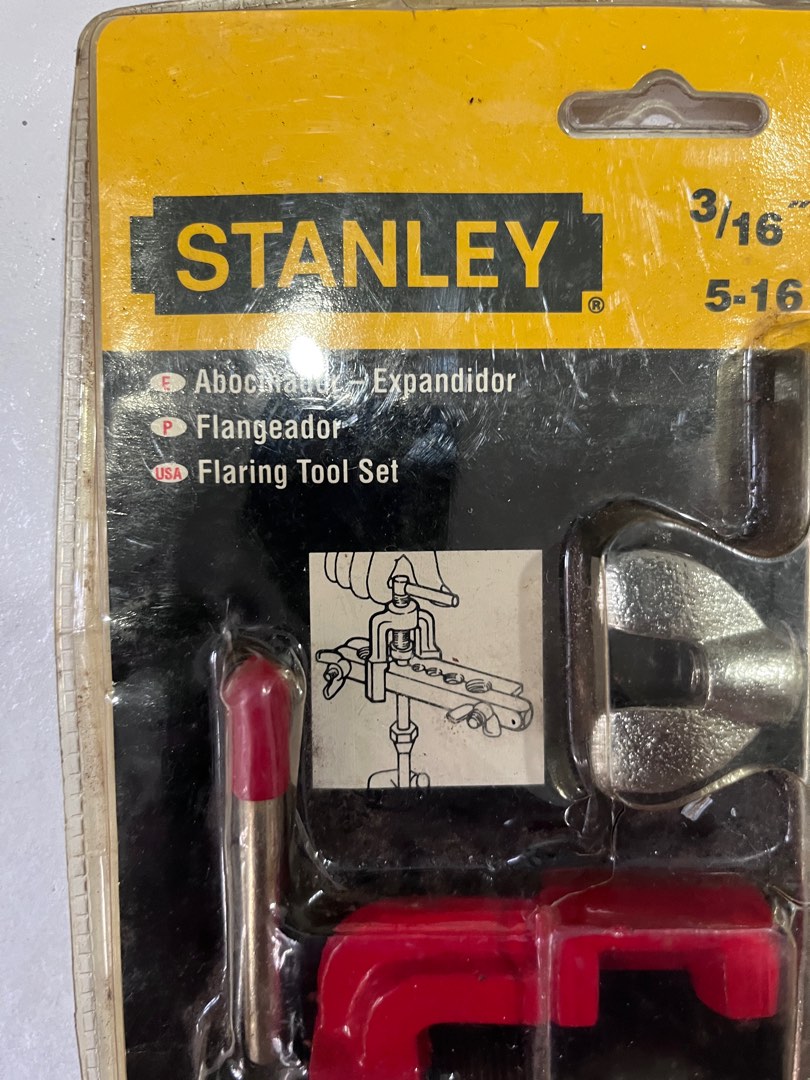 STANLEY®
3/16"
5-16
E Abocinador – Expandidor
P Flangeador
USA Flaring Tool Set